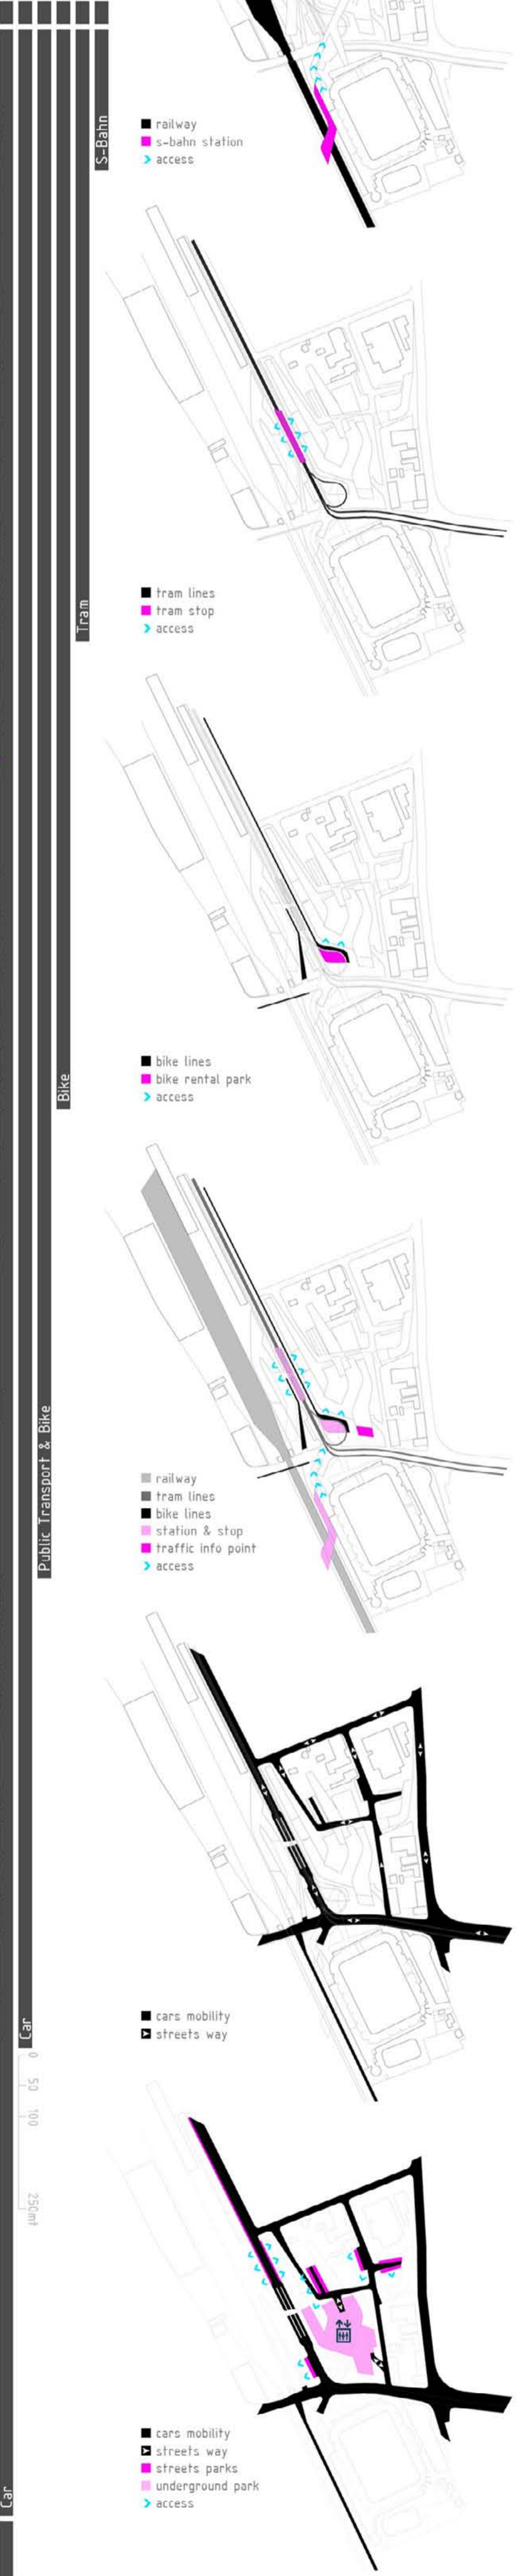 S-Bahn
railway
s-bahn station
access
Tram
tram lines
tram stop
access
Bike
bike lines
bike rental park
access
Public Transport & Bike
railway
tram lines
bike lines
station & stop
traffic info point
access
Car
cars mobility
streets way
0 50 100 250mt
Car
cars mobility
streets way
streets parks
underground park
access